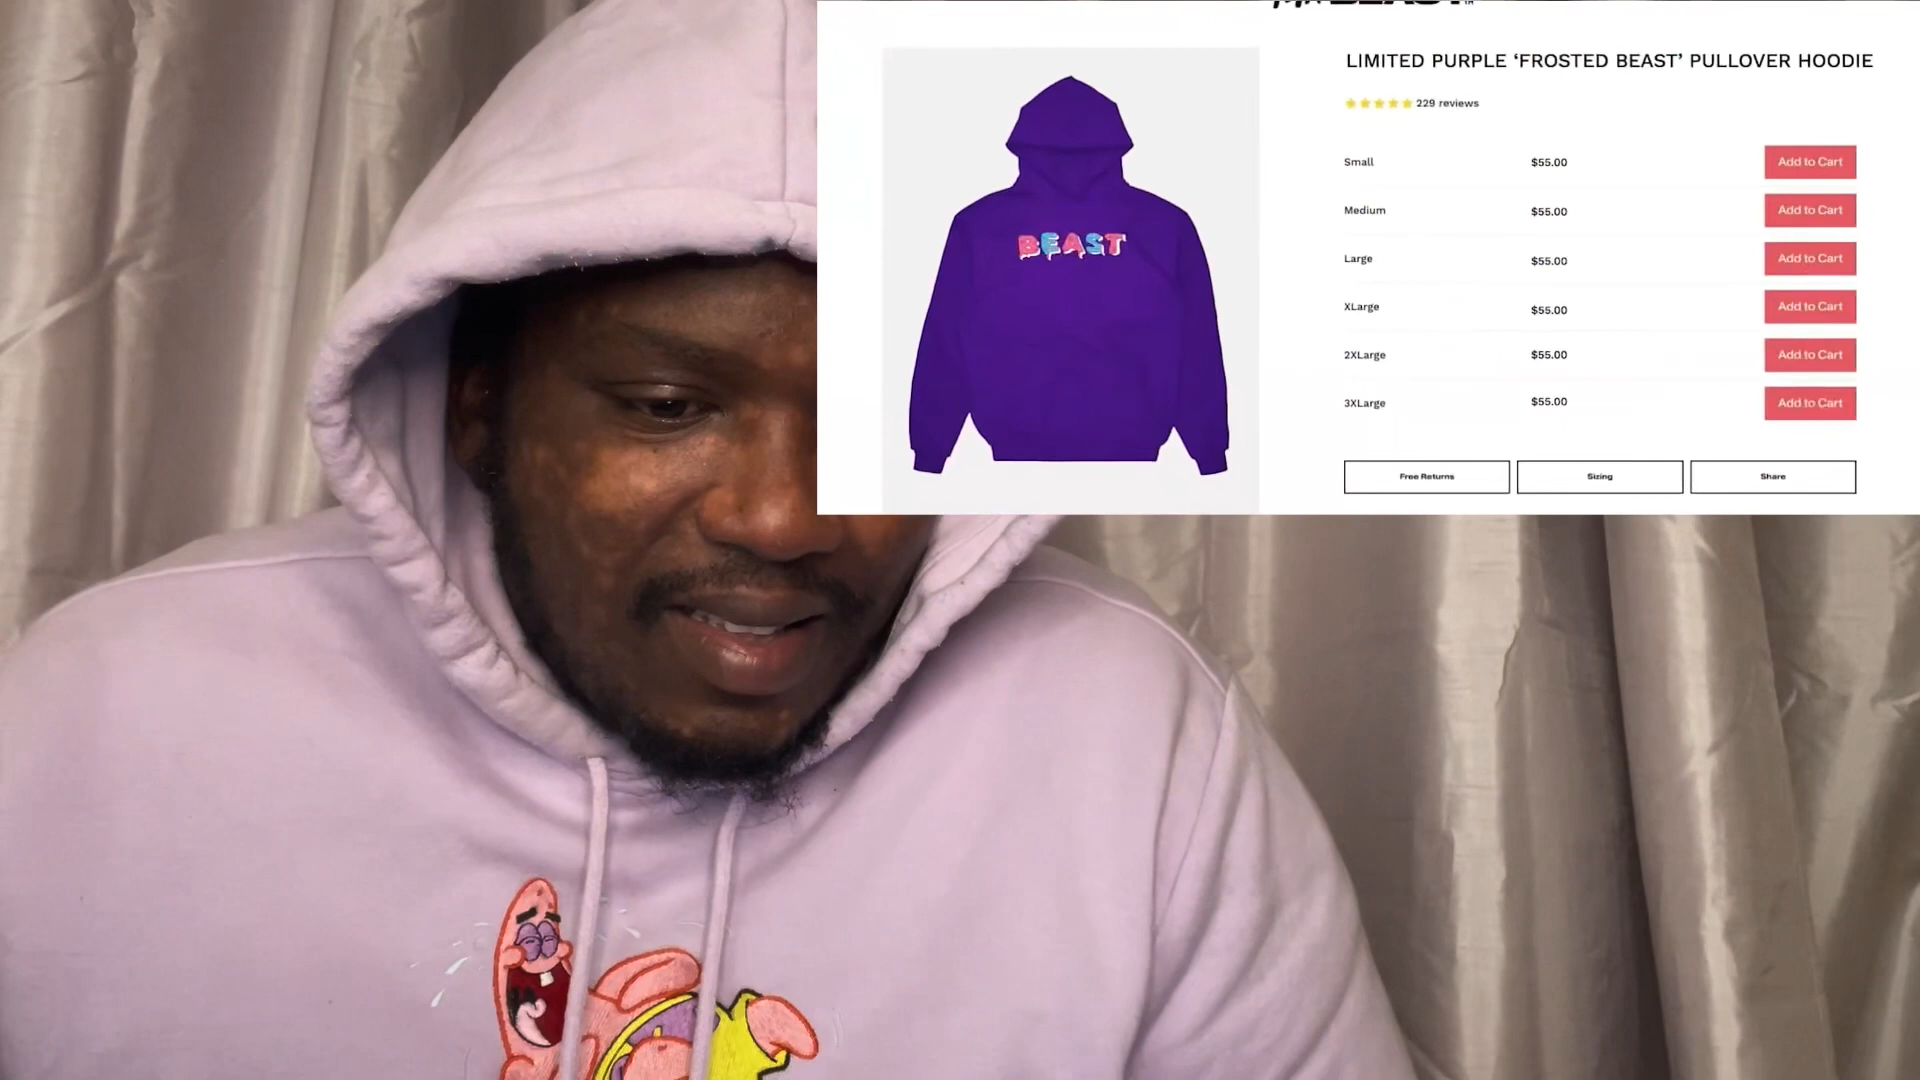 LIMITED PURPLE ‘FROSTED BEAST’ PULLOVER HOODIE
229 reviews
BEAST
Small $55.00 Add to Cart
Medium $55.00 Add to Cart
Large $55.00 Add to Cart
XLarge $55.00 Add to Cart
2XLarge $55.00 Add to Cart
3XLarge $55.00 Add to Cart
Free Returns Sizing Share